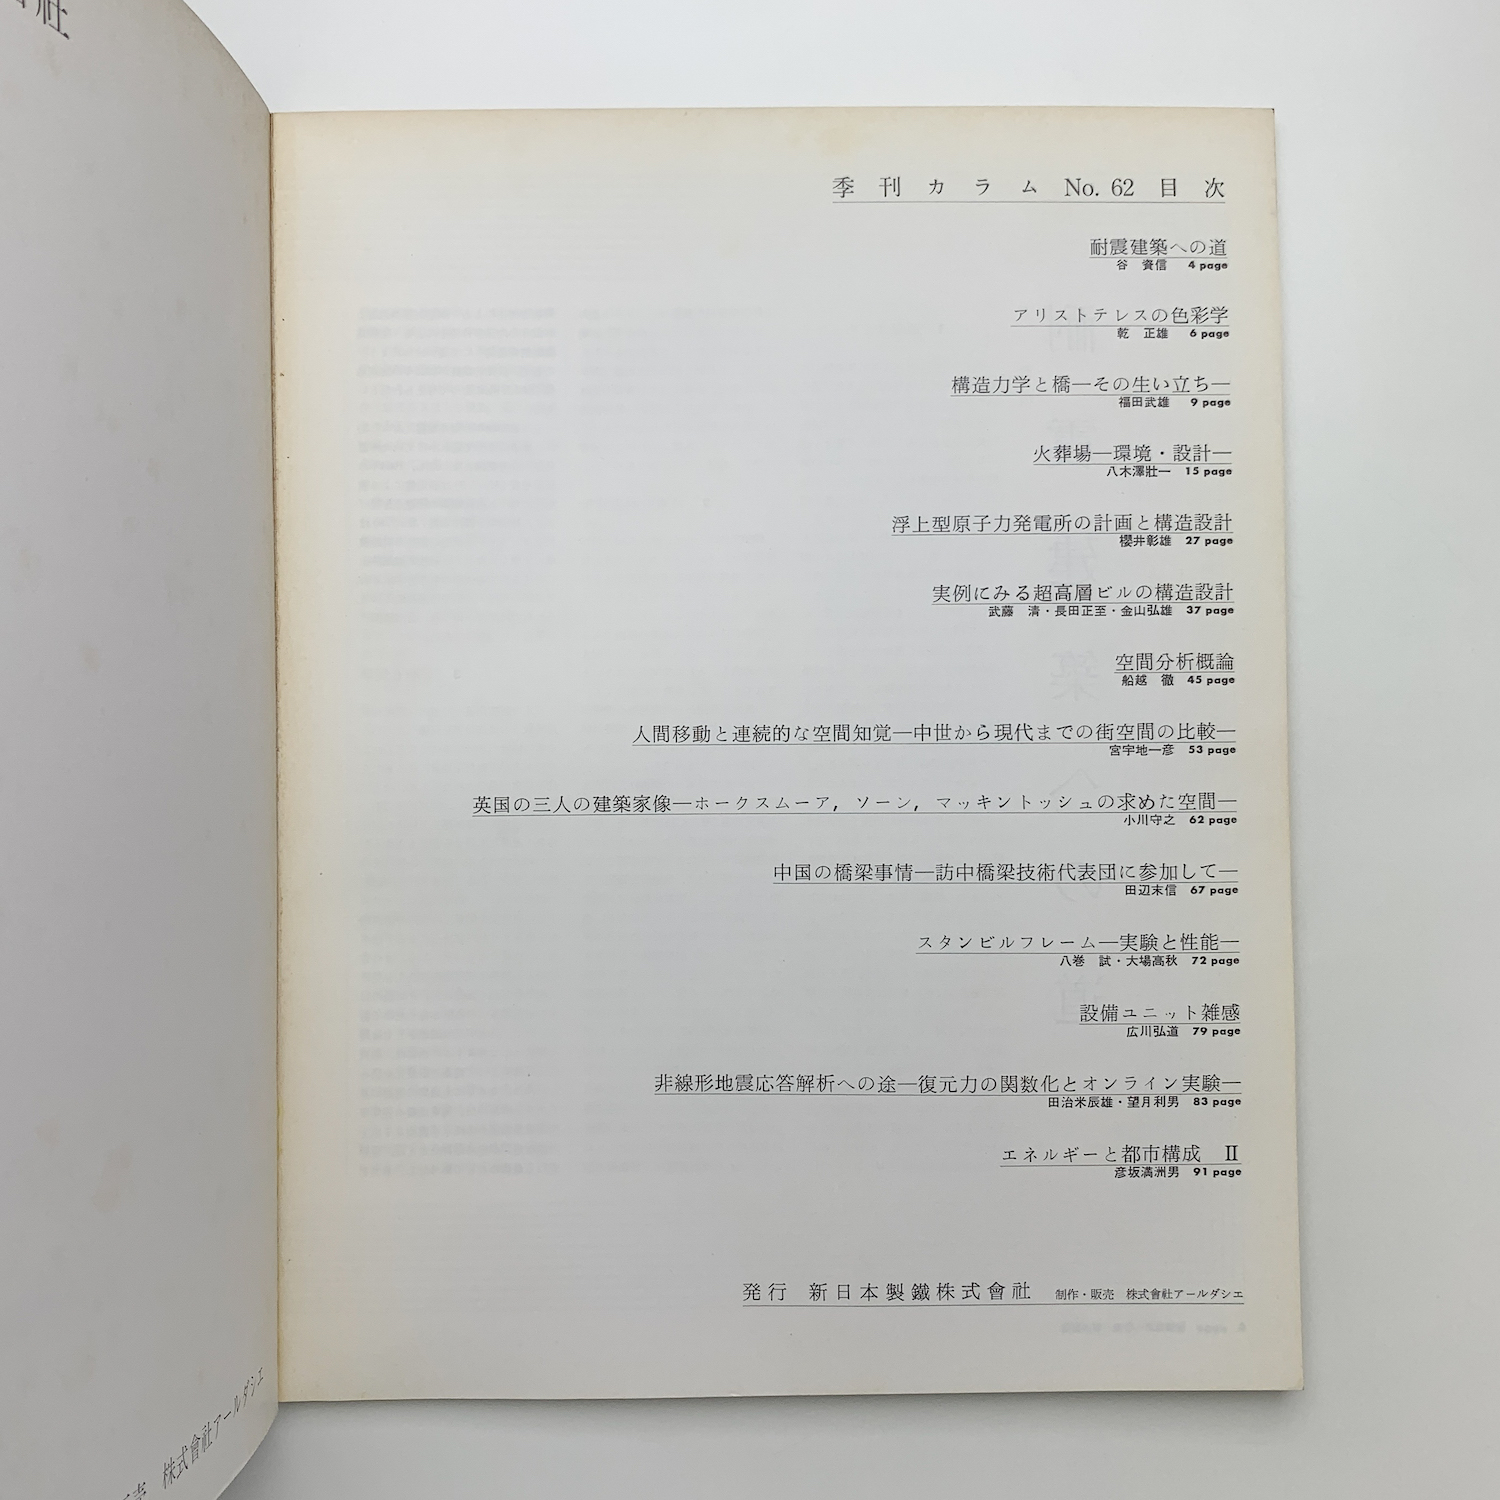 季刊カラム No. 62 目次
耐震建築への道
谷 資信 4 page
アリストテレスの色彩学
乾 正雄 6 page
構造力学と橋―その生い立ち―
福田武雄 9 page
火葬場―環境・設計―
八木澤壯一 15 page
浮上型原子力発電所の計画と構造設計
櫻井彰雄 27 page
実例にみる超高層ビルの構造設計
武藤 清・長田正至・金山弘雄 37 page
空間分析概論
船越 徹 45 page
人間移動と連続的な空間知覚―中世から現代までの街空間の比較―
宮宇地一彦 53 page
英国の三人の建築家像―ホークスムーア, ソーン, マッキントッシュの求めた空間―
小川守之 62 page
中国の橋梁事情―訪中橋梁技術代表団に参加して―
田辺末信 67 page
スタンビルフレーム―実験と性能―
八巻 試・大場高秋 72 page
設備ユニット雑感
広川弘道 79 page
非線形地震応答解析への途―復元力の関数化とオンライン実験―
田治米辰雄・望月利男 83 page
エネルギーと都市構成 II
彦坂満洲男 91 page
発行 新日本製鐵株式會社 制作・販売 株式會社アールダシエ
社
株式會社アールダシエ